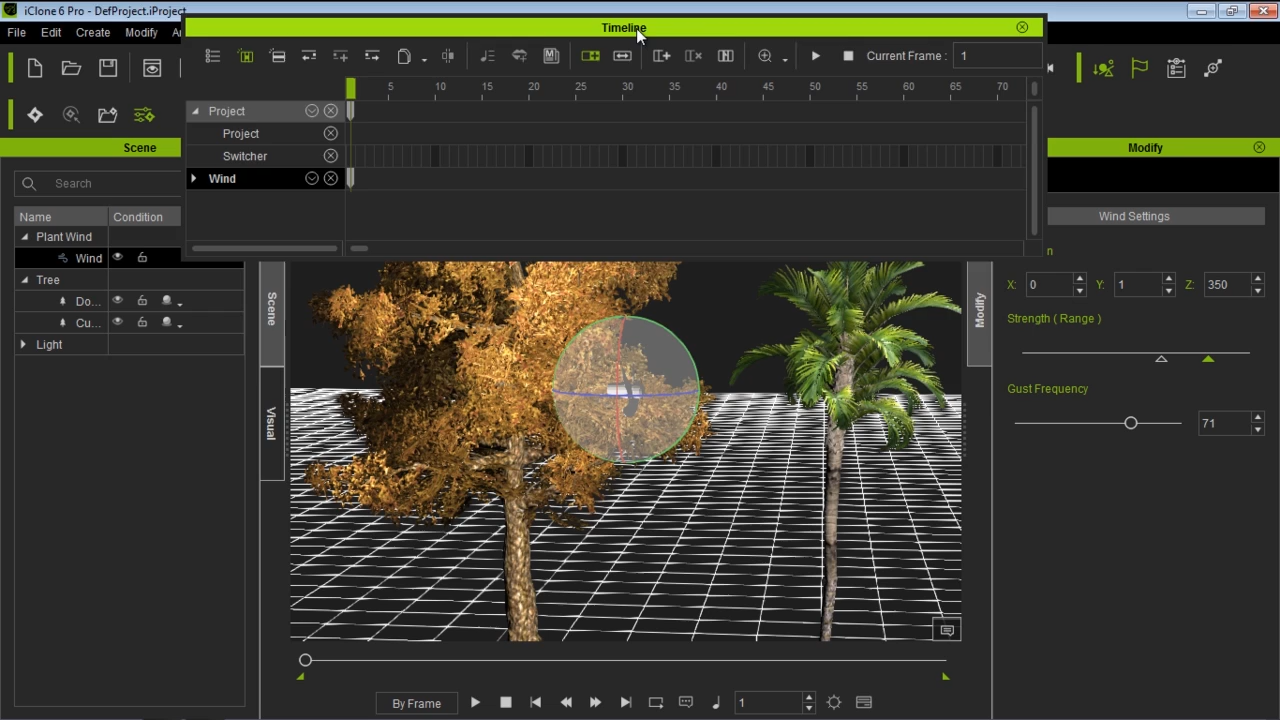 iClone 6 Pro - DefProject.iProject
File Edit Create Modify
Timeline
Current Frame : 1
5 10 15 20 25 30 35 40 45 50 55 60 65 70
Project
Project
Switcher
Wind
Scene
Search
Name Condition
Plant Wind
Wind
Tree
Do...
Cu...
Light
Scene
Visual
Modify
Modify
Wind Settings
X: 0 Y: 1 Z: 350
Strength ( Range )
Gust Frequency
71
By Frame
1